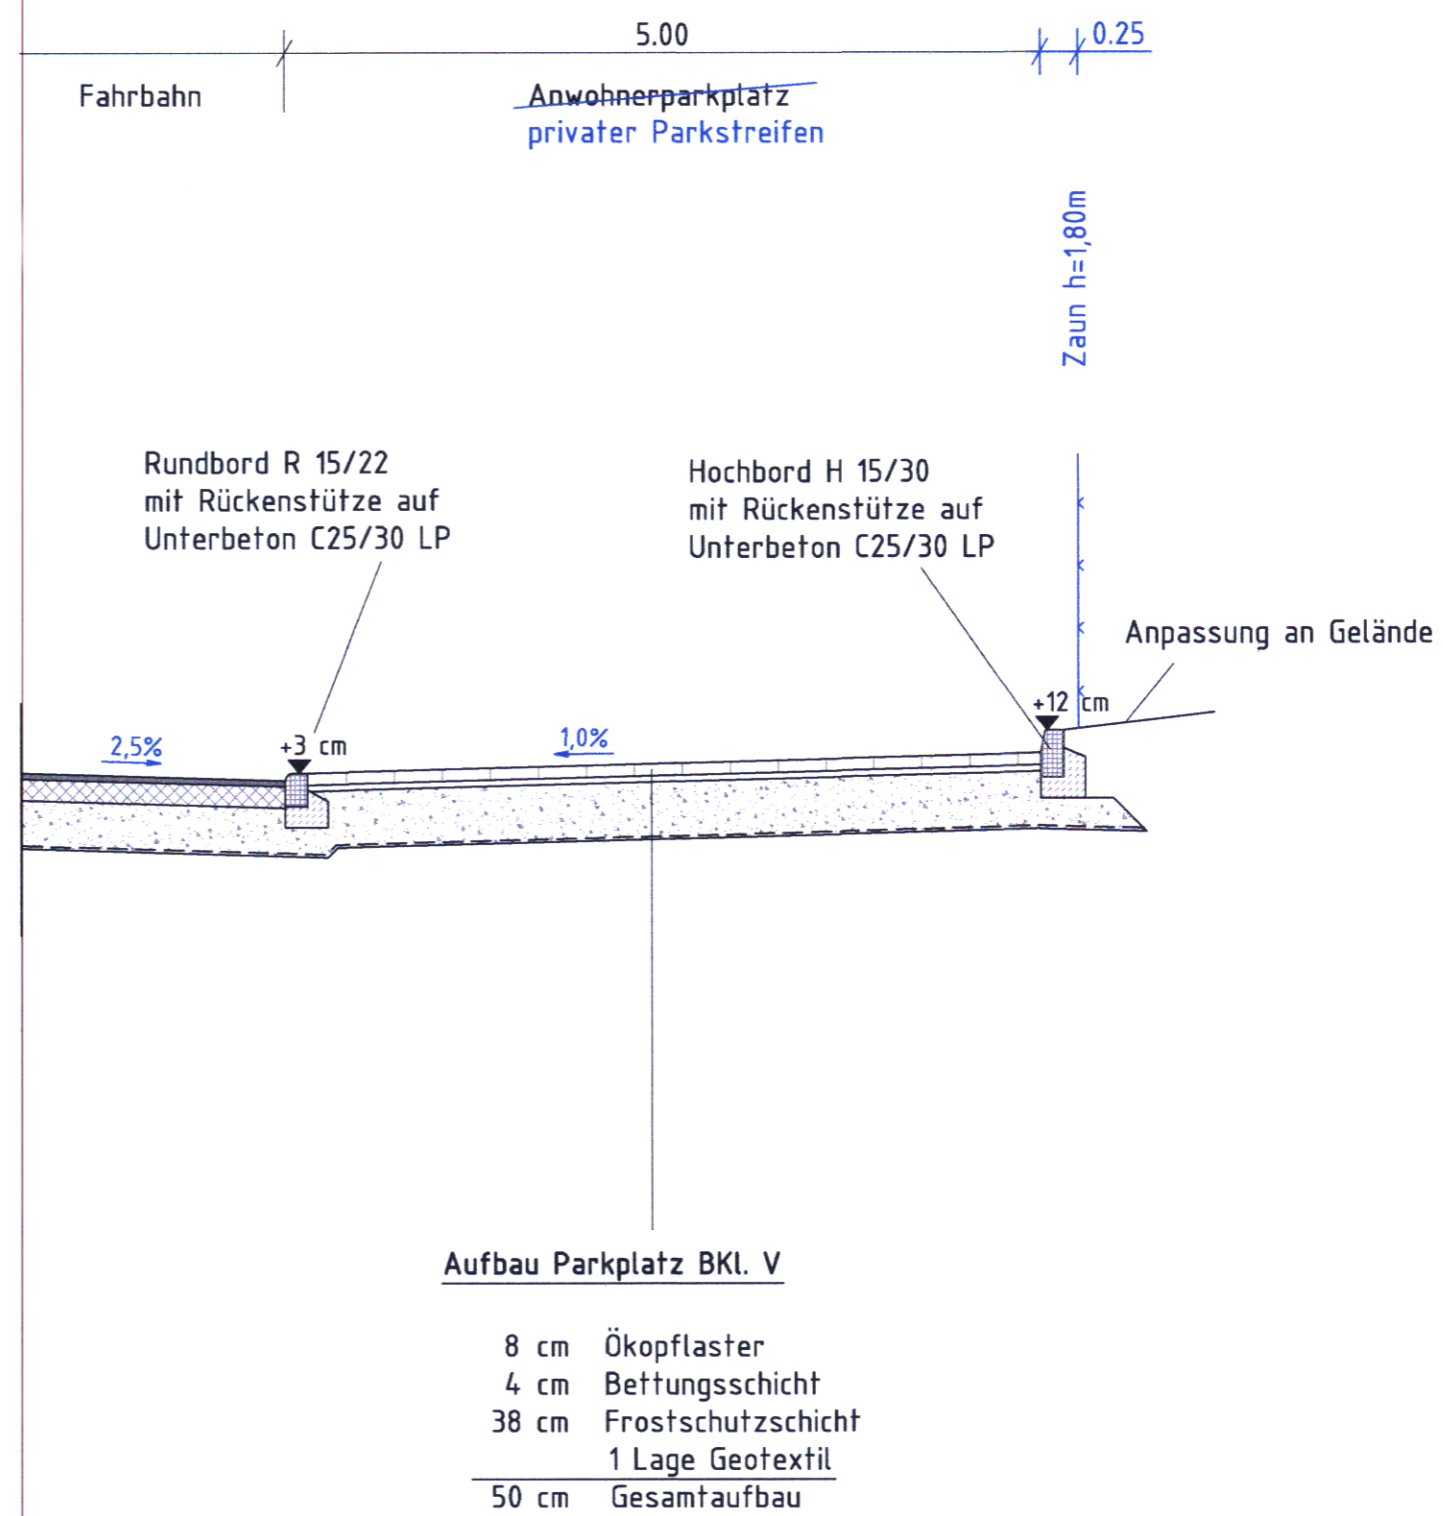 5.00
0.25
Fahrbahn
Anwohnerparkplatz
privater Parkstreifen
Zaun h=1,80m
Rundbord R 15/22
mit Rückenstütze auf
Unterbeton C25/30 LP
Hochbord H 15/30
mit Rückenstütze auf
Unterbeton C25/30 LP
Anpassung an Gelände
+12 cm
2,5%
+3 cm
1,0%
Aufbau Parkplatz BKl. V
8 cm Ökopflaster
4 cm Bettungsschicht
38 cm Frostschutzschicht
1 Lage Geotextil
50 cm Gesamtaufbau